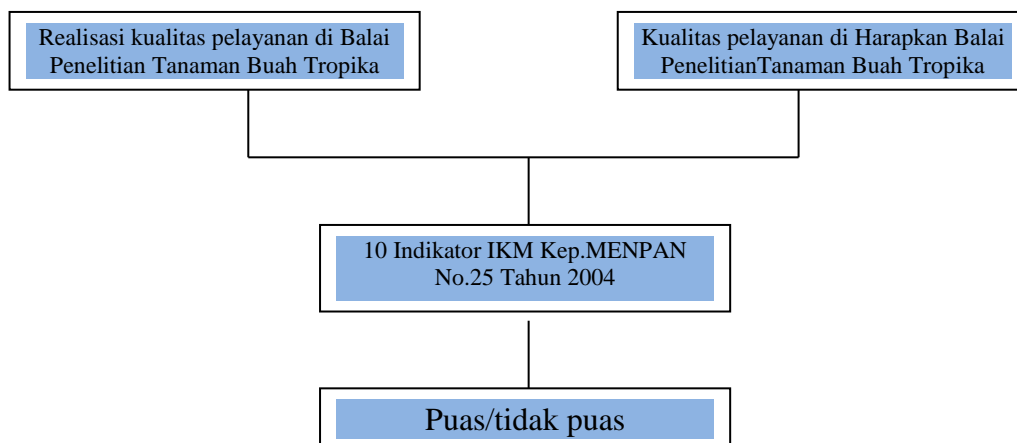 Realisasi kualitas pelayanan di Balai
Penelitian Tanaman Buah Tropika
Kualitas pelayanan di Harapkan Balai
PenelitianTanaman Buah Tropika
10 Indikator IKM Kep.MENPAN
No.25 Tahun 2004
Puas/tidak puas